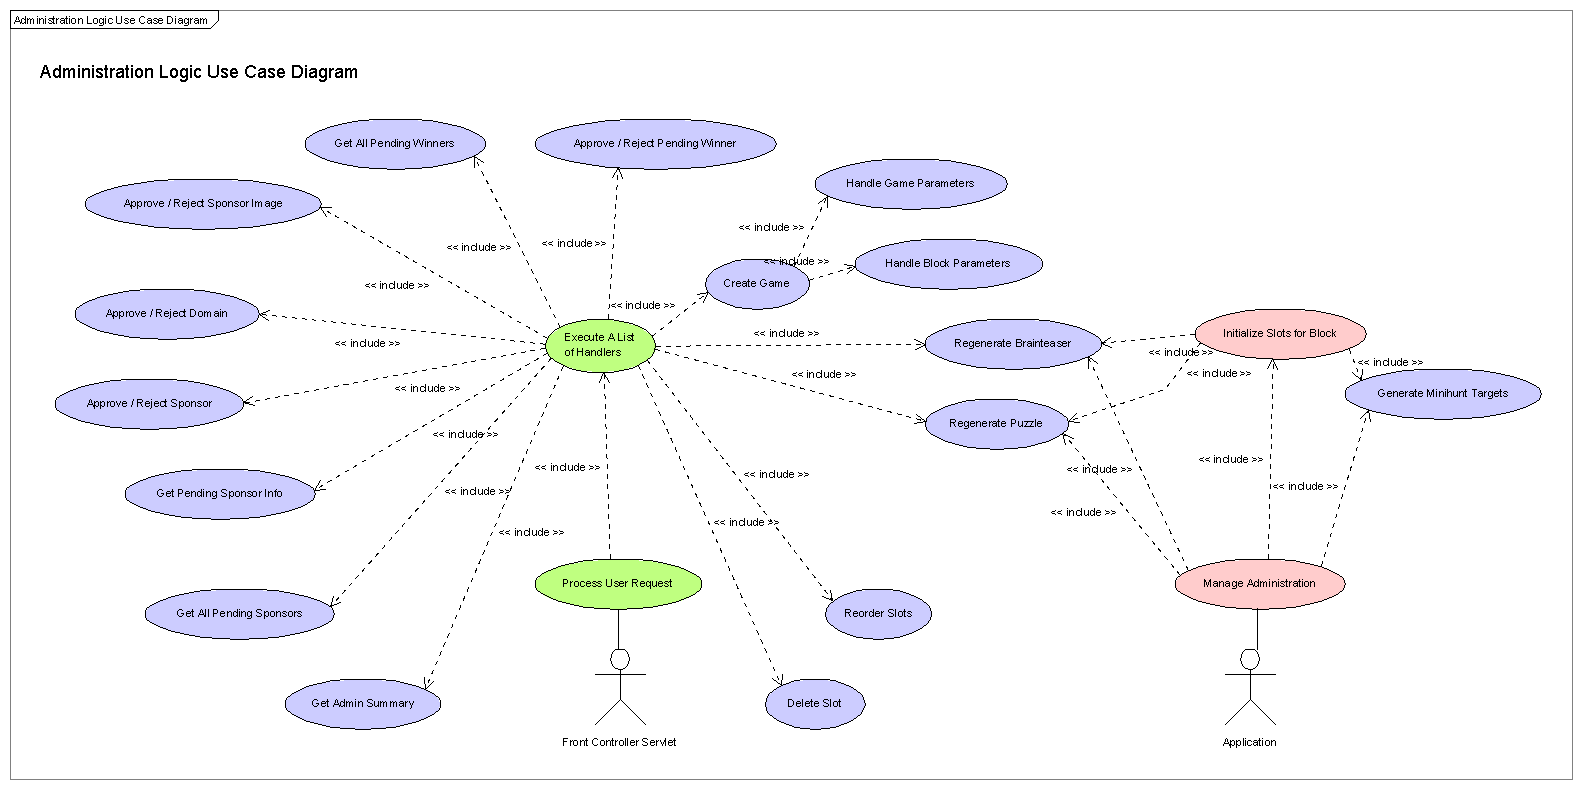 Administration Logic Use Case Diagram
Administration Logic Use Case Diagram
Get All Pending Winners
Approve / Reject Pending Winner
Handle Game Parameters
Approve / Reject Sponsor Image
<< include >>
<< include >>
<< include >>
<< include >>
Handle Block Parameters
<< include >>
Create Game
<< include >>
Approve / Reject Domain
Execute A List
of Handlers
<< include >>
<< include >>
Regenerate Brainteaser
Initialize Slots for Block
<< include >>
<< include >>
<< include >>
<< include >>
<< include >>
Generate Minihunt Targets
Approve / Reject Sponsor
Regenerate Puzzle
<< include >>
<< include >>
<< include >>
<< include >>
<< include >>
Get Pending Sponsor Info
<< include >>
<< include >>
<< include >>
<< include >>
<< include >>
Process User Request
Manage Administration
Get All Pending Sponsors
Reorder Slots
Get Admin Summary
Delete Slot
Front Controller Servlet
Application